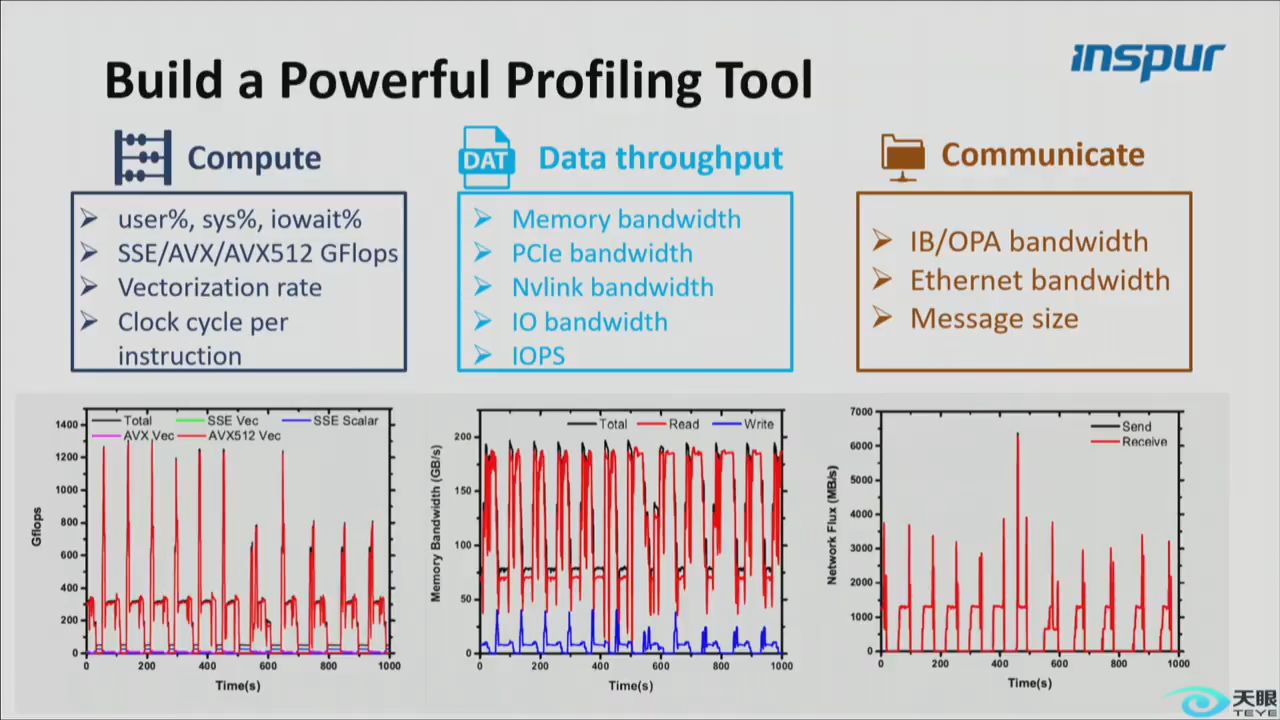 Build a Powerful Profiling Tool
inspur
Compute
user%, sys%, iowait%
SSE/AVX/AVX512 GFlops
Vectorization rate
Clock cycle per
instruction
DAT
Data throughput
Memory bandwidth
PCIe bandwidth
Nvlink bandwidth
IO bandwidth
IOPS
Communicate
IB/OPA bandwidth
Ethernet bandwidth
Message size
Total SSE Vec SSE Scalar
AVX Vec AVX512 Vec
Gflops
1400
1200
1000
800
600
400
200
0
0 200 400 600 800 1000
Time(s)
Total Read Write
Memory Bandwidth (GB/s)
200
150
100
50
0
0 200 400 600 800 1000
Time(s)
Send
Receive
Network Flux (MB/s)
7000
6000
5000
4000
3000
2000
1000
0
0 200 400 600 800 1000
Time(s)
天眼
TEYE